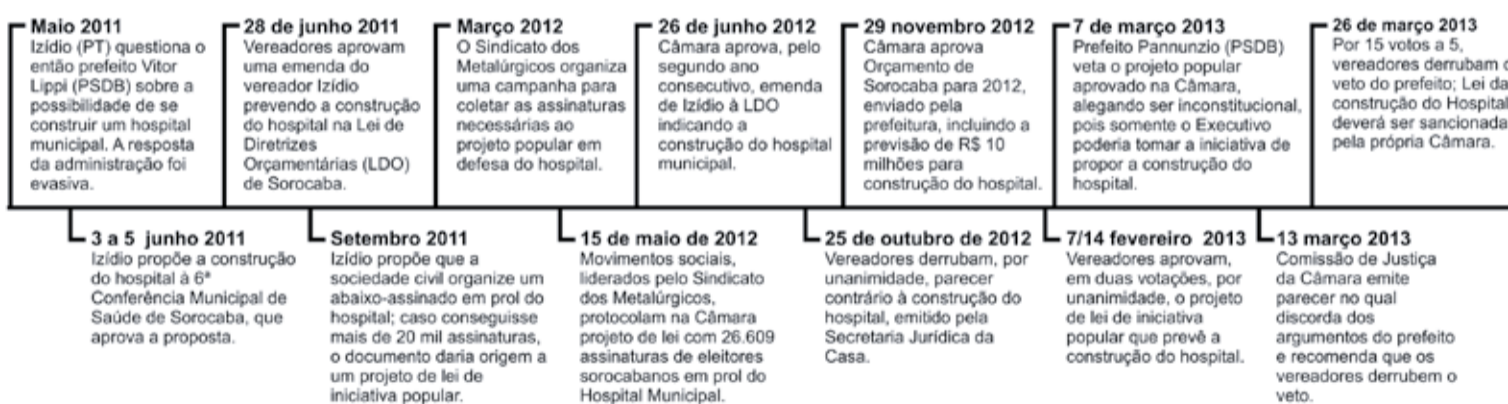 Maio 2011
Izídio (PT) questiona o
então prefeito Vitor
Lippi (PSDB) sobre a
possibilidade de se
construir um hospital
municipal. A resposta
da administração foi
evasiva.
3 a 5 junho 2011
Izídio propõe a construção
do hospital à 6ª
Conferência Municipal de
Saúde de Sorocaba, que
aprova a proposta.
28 de junho 2011
Vereadores aprovam
uma emenda do
vereador Izídio
prevendo a construção
do hospital na Lei de
Diretrizes
Orçamentárias (LDO)
de Sorocaba.
Setembro 2011
Izídio propõe que a
sociedade civil organize um
abaixo-assinado em prol do
hospital; caso conseguisse
mais de 20 mil assinaturas,
o documento daria origem a
um projeto de lei de
iniciativa popular.
Março 2012
O Sindicato dos
Metalúrgicos organiza
uma campanha para
coletar as assinaturas
necessárias ao
projeto popular em
defesa do hospital.
15 de maio de 2012
Movimentos sociais,
liderados pelo Sindicato
dos Metalúrgicos,
protocolam na Câmara
projeto de lei com 26.609
assinaturas de eleitores
sorocabanos em prol do
Hospital Municipal.
26 de junho 2012
Câmara aprova, pelo
segundo ano
consecutivo, emenda
de Izídio à LDO
indicando a
construção do hospital
municipal.
25 de outubro de 2012
Vereadores derrubam, por
unanimidade, parecer
contrário à construção do
hospital, emitido pela
Secretaria Jurídica da
Casa.
29 novembro 2012
Câmara aprova
Orçamento de
Sorocaba para 2012,
enviado pela
prefeitura, incluindo a
previsão de R$ 10
milhões para
construção do hospital.
7/14 fevereiro 2013
Vereadores aprovam,
em duas votações, por
unanimidade, o projeto
de lei de iniciativa
popular que prevê a
construção do hospital.
7 de março 2013
Prefeito Pannunzio (PSDB)
veta o projeto popular
aprovado na Câmara,
alegando ser inconstitucional,
pois somente o Executivo
poderia tomar a iniciativa de
propor a construção do
hospital.
13 março 2013
Comissão de Justiça
da Câmara emite
parecer no qual
discorda dos
argumentos do prefeito
e recomenda que os
vereadores derrubem o
veto.
26 de março 2013
Por 15 votos a 5,
vereadores derrubam o
veto do prefeito; Lei da
construção do Hospital
deverá ser sancionada
pela própria Câmara.